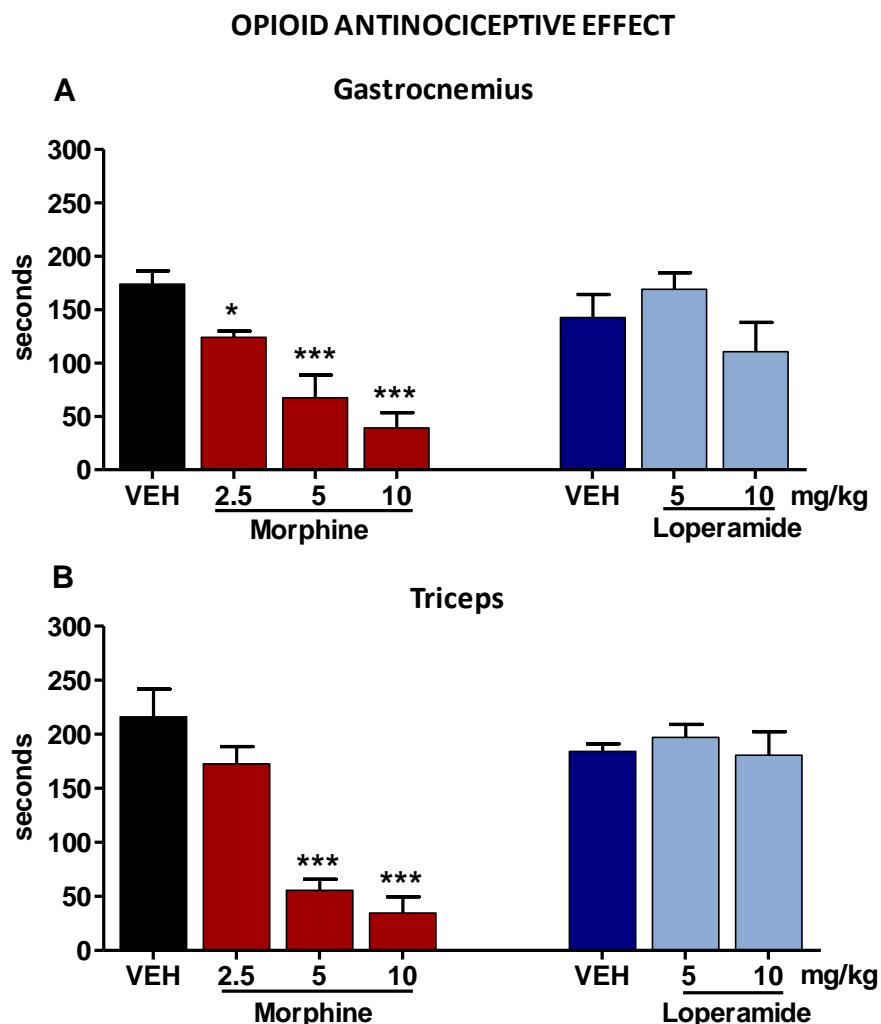 OPIOID ANTINOCICEPTIVE EFFECT
A
Gastrocnemius
300
250
200
150
100
50
0
seconds
*
***
***
VEH 2.5 5 10 VEH 5 10 mg/kg
Morphine Loperamide
B
Triceps
300
250
200
150
100
50
0
seconds
***
***
VEH 2.5 5 10 VEH 5 10 mg/kg
Morphine Loperamide